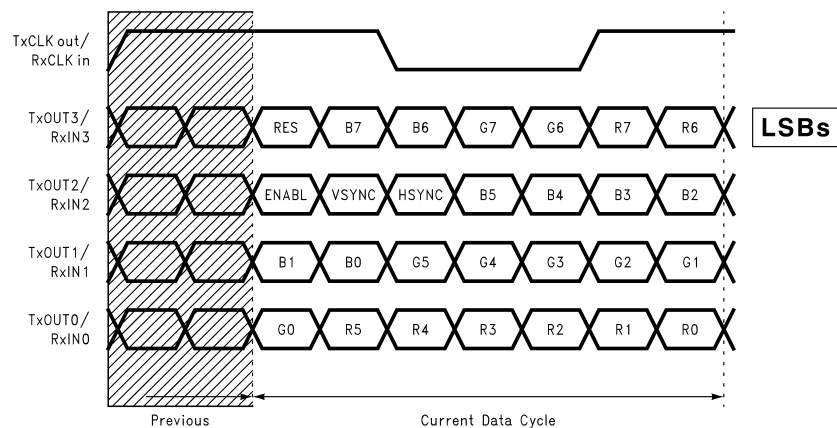 TxCLK out/
RxCLK in
TxOUT3/
RxIN3
RES B7 B6 G7 G6 R7 R6
LSBs
TxOUT2/
RxIN2
ENABL VSYNC HSYNC B5 B4 B3 B2
TxOUT1/
RxIN1
B1 B0 G5 G4 G3 G2 G1
TxOUT0/
RxIN0
G0 R5 R4 R3 R2 R1 R0
Previous Current Data Cycle